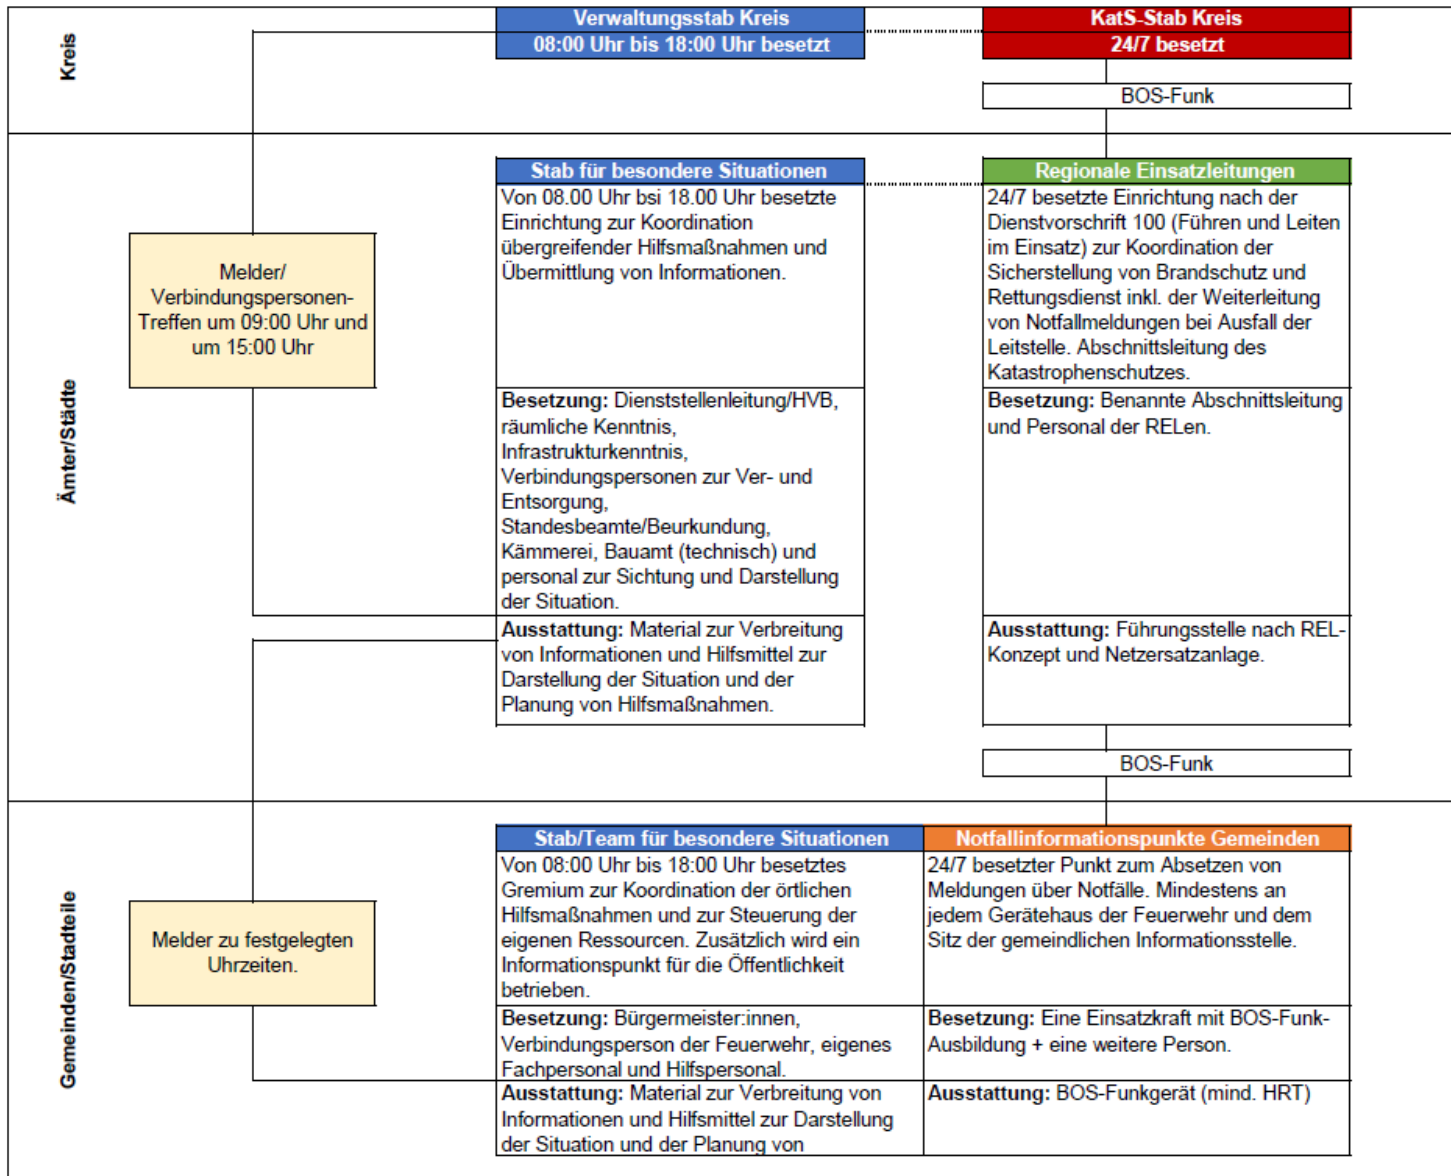 Kreis
Verwaltungsstab Kreis
08:00 Uhr bis 18:00 Uhr besetzt
KatS-Stab Kreis
24/7 besetzt
BOS-Funk
Ämter/Städte
Melder/
Verbindungspersonen-
Treffen um 09:00 Uhr und
um 15:00 Uhr
Stab für besondere Situationen
Von 08.00 Uhr bsi 18.00 Uhr besetzte
Einrichtung zur Koordination
übergreifender Hilfsmaßnahmen und
Übermittlung von Informationen.
Besetzung: Dienststellenleitung/HVB,
räumliche Kenntnis,
Infrastrukturkenntnis,
Verbindungspersonen zur Ver- und
Entsorgung,
Standesbeamte/Beurkundung,
Kämmerei, Bauamt (technisch) und
personal zur Sichtung und Darstellung
der Situation.
Ausstattung: Material zur Verbreitung
von Informationen und Hilfsmittel zur
Darstellung der Situation und der
Planung von Hilfsmaßnahmen.
Regionale Einsatzleitungen
24/7 besetzte Einrichtung nach der
Dienstvorschrift 100 (Führen und Leiten
im Einsatz) zur Koordination der
Sicherstellung von Brandschutz und
Rettungsdienst inkl. der Weiterleitung
von Notfallmeldungen bei Ausfall der
Leitstelle. Abschnittsleitung des
Katastrophenschutzes.
Besetzung: Benannte Abschnittsleitung
und Personal der RELen.
Ausstattung: Führungsstelle nach REL-
Konzept und Netzersatzanlage.
BOS-Funk
Gemeinden/Stadteile
Melder zu festgelegten
Uhrzeiten.
Stab/Team für besondere Situationen
Von 08:00 Uhr bis 18:00 Uhr besetztes
Gremium zur Koordination der örtlichen
Hilfsmaßnahmen und zur Steuerung der
eigenen Ressourcen. Zusätzlich wird ein
Informationspunkt für die Öffentlichkeit
betrieben.
Besetzung: Bürgermeister:innen,
Verbindungsperson der Feuerwehr, eigenes
Fachpersonal und Hilfspersonal.
Ausstattung: Material zur Verbreitung von
Informationen und Hilfsmittel zur Darstellung
der Situation und der Planung von
Notfallinformationspunkte Gemeinden
24/7 besetzter Punkt zum Absetzen von
Meldungen über Notfälle. Mindestens an
jedem Gerätehaus der Feuerwehr und dem
Sitz der gemeindlichen Informationsstelle.
Besetzung: Eine Einsatzkraft mit BOS-Funk-
Ausbildung + eine weitere Person.
Ausstattung: BOS-Funkgerät (mind. HRT)